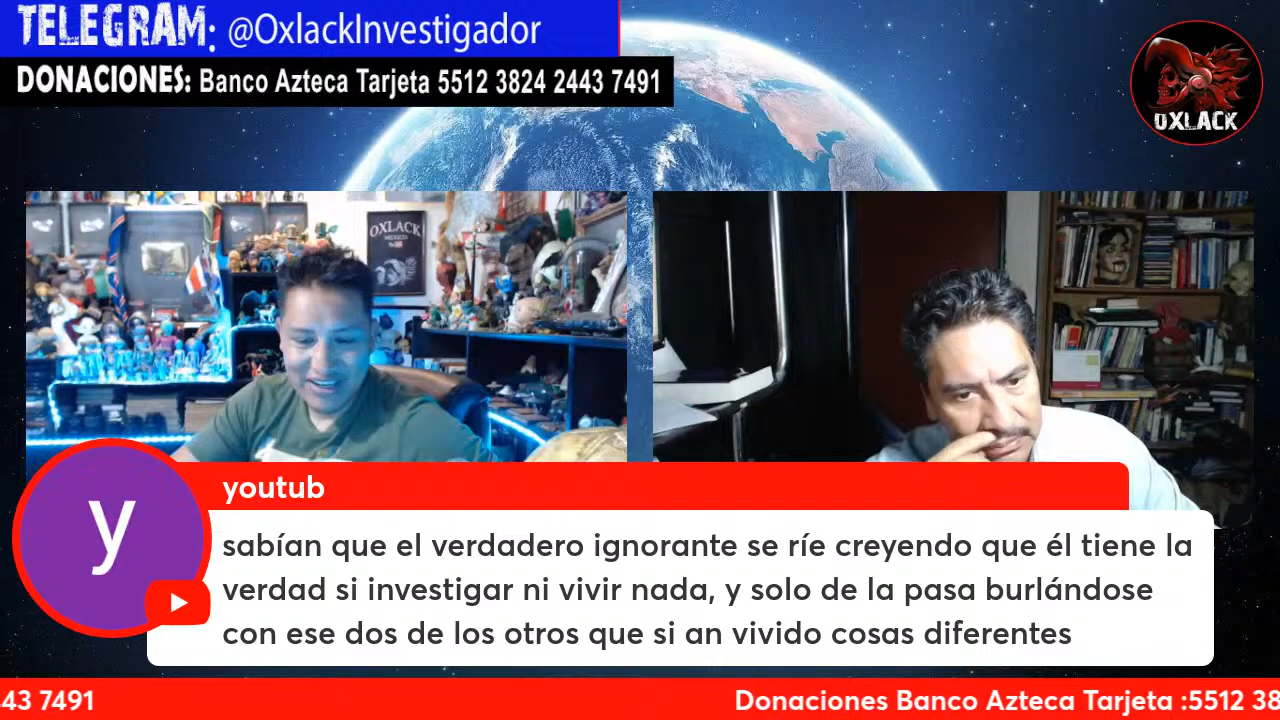 TELEGRAM: @OxlackInvestigador
DONACIONES: Banco Azteca Tarjeta 5512 3824 2443 7491
OXLACK
OXLACK
MEXICO
youtub
y
sabían que el verdadero ignorante se ríe creyendo que él tiene la
verdad si investigar ni vivir nada, y solo de la pasa burlándose
con ese dos de los otros que si an vivido cosas diferentes
43 7491
Donaciones Banco Azteca Tarjeta :5512 38